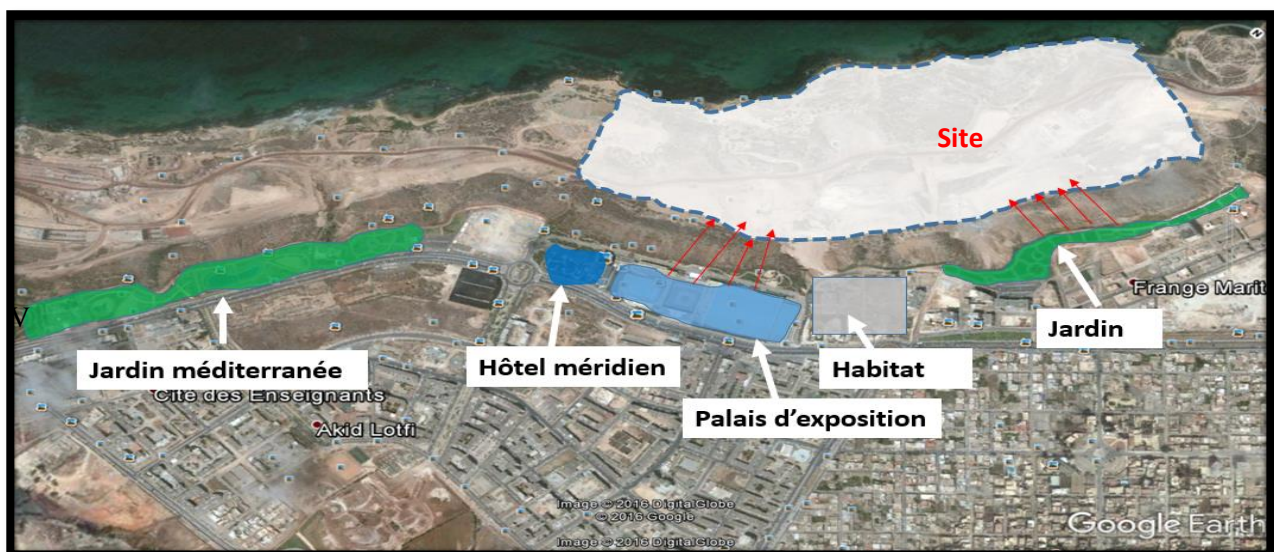 N
Site
Frange Marit
Jardin
V
Hôtel méridien
Habitat
Jardin méditerranée
Cité des Enseignants
Palais d'exposition
Akid Lotfi
Image © 2016 DigitalGlobe
© 2016 Google
Image © 2016 DigitalGlobe
Google Earth